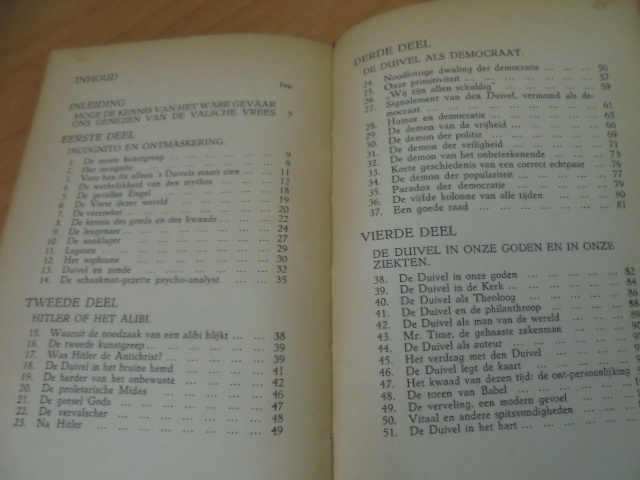 INHOUD
Pag.
INLEIDING
MOGE DE KENNIS VAN HET WARE GEVAAR
ONS GENEZEN VAN DE VALSCHE VREES 5
EERSTE DEEL
INCOGNITO EN ONTMASKERING.
1. De eerste kunstgreep ... 9
2. Het incognito ... 9
3. Voor hen die alleen 's Duivels staart zien ... 11
4. De werkelijkheid van den mythos ... 12
5. De gevallen Engel ... 18
6. De Vorst dezer wereld ... 18
7. De verzoeker ... 20
8. De kennis des goeds en des kwaads ... 22
9. De leugenaar ... 24
10. De aanklager ... 27
11. Legioen ... 29
12. Het sophisme ... 30
13. Duivel en zonde ... 32
14. De schaakmat-gezette psycho-analyst ... 35
TWEEDE DEEL
HITLER OF HET ALIBI.
15. Waaruit de noodzaak van een alibi blijkt ... 38
16. De tweede kunstgreep ... 39
17. Was Hitler de Antichrist? ... 39
18. De Duivel in het bruine hemd ... 41
19. De herder van het onbewuste ... 42
20. De proletarische Midas ... 46
21. De geesel Gods ... 47
22. De vervalscher ... 48
23. Na Hitler ... 49
DERDE DEEL
DE DUIVEL ALS DEMOCRAAT.
24. Noodlottige dwaling der democratie ... 56
25. Onze primitiviteit ... 57
26. "Wij zijn allen schuldig" ... 59
27. Signalement van den Duivel, vermomd als de-
mocraat ... 61
28. Humor en democratie ... 65
29. De demon van de vrijheid ... 66
30. De demon der politie ... 69
31. De demon der veiligheid ... 71
32. De demon van het onbeteekenende ... 73
33. Korte geschiedenis van een correct echtpaar ... 76
34. De demon der populariteit ... 77
35. Paradox der democratie ... 79
36. De vijfde kolonne van alle tijden ... 80
37. Een goede raad ... 81
VIERDE DEEL
DE DUIVEL IN ONZE GODEN EN IN ONZE
ZIEKTEN.
38. De Duivel in onze goden ... 82
39. De Duivel in de Kerk ... 84
40. De Duivel als Theoloog ... 86
41. De Duivel en de philanthroop ...
42. De Duivel als man van de wereld ...
43. Mr. Time, de gehaaste zakenman ...
44. De Duivel als auteur ...
45. Het verdrag met den Duivel ...
46. De Duivel legt de kaart ...
47. Het kwaad van dezen tijd: de ont-personlijking
48. De toren van Babel ...
49. De verveling, een modern gevoel ...
50. Vitaal en andere spitsvondigheden ...
51. De Duivel in het hart ...